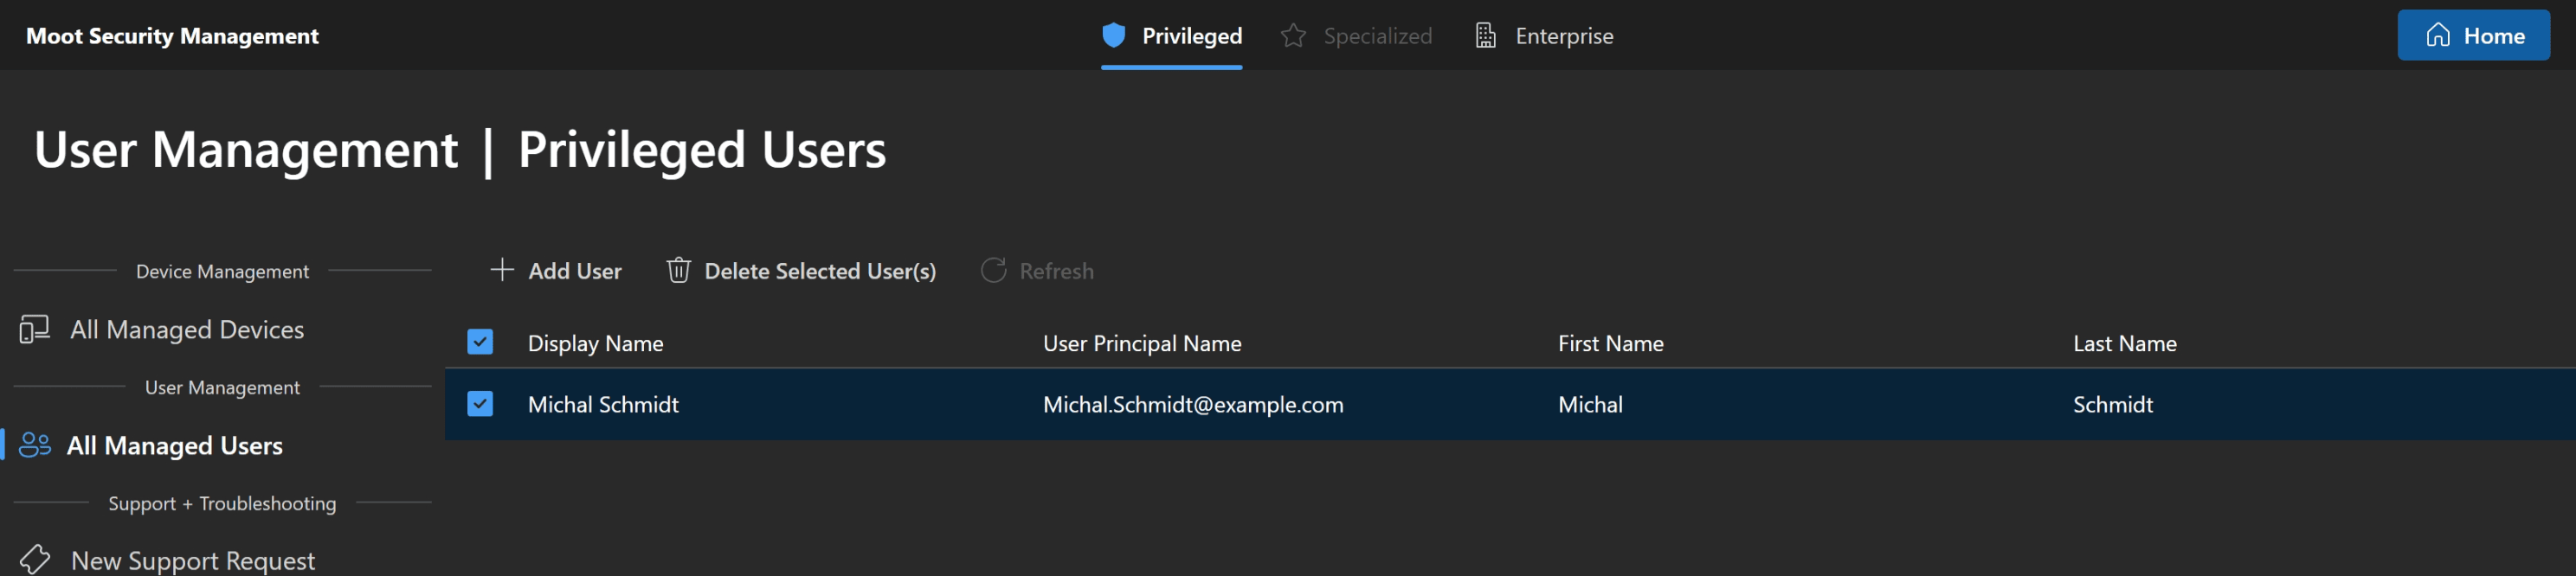 Moot Security Management
Privileged
Specialized
Enterprise
Home
User Management | Privileged Users
Device Management
All Managed Devices
User Management
All Managed Users
Support + Troubleshooting
New Support Request
Add User
Delete Selected User(s)
Refresh
Display Name User Principal Name First Name Last Name
Michal Schmidt Michal.Schmidt@example.com Michal Schmidt